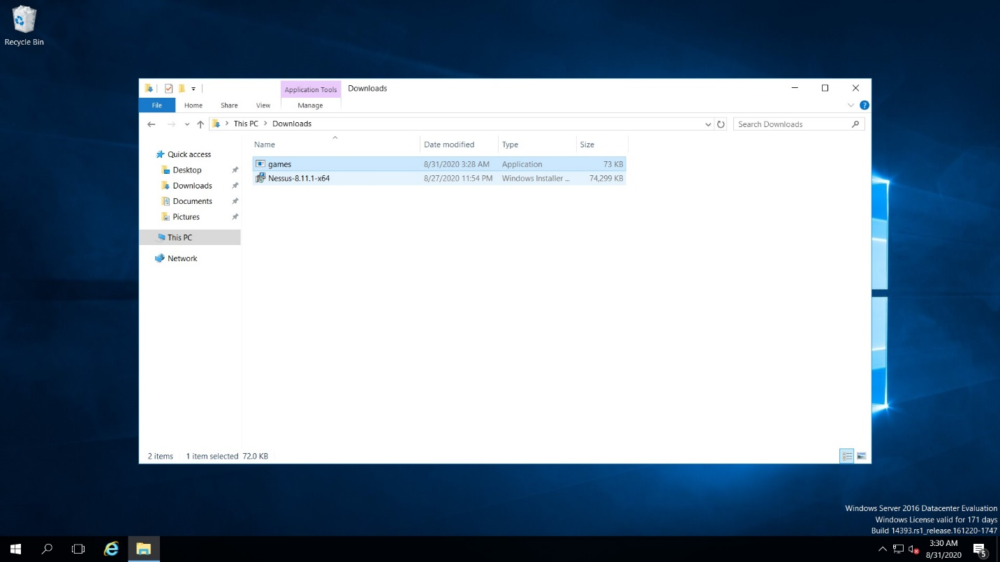 Recycle Bin
Application Tools
Downloads
File
Home
Share
View
Manage
This PC > Downloads
Search Downloads
Name
Date modified
Type
Size
Quick access
Desktop
Downloads
Documents
Pictures
This PC
Network
games 8/31/2020 3:28 AM Application 73 KB
Nessus-8.11.1-x64 8/27/2020 11:54 PM Windows Installer ... 74,299 KB
2 items 1 item selected 72.0 KB
Windows Server 2016 Datacenter Evaluation
Windows License valid for 171 days
Build 14393.rs1_release.161220-1747
3:30 AM
8/31/2020
5